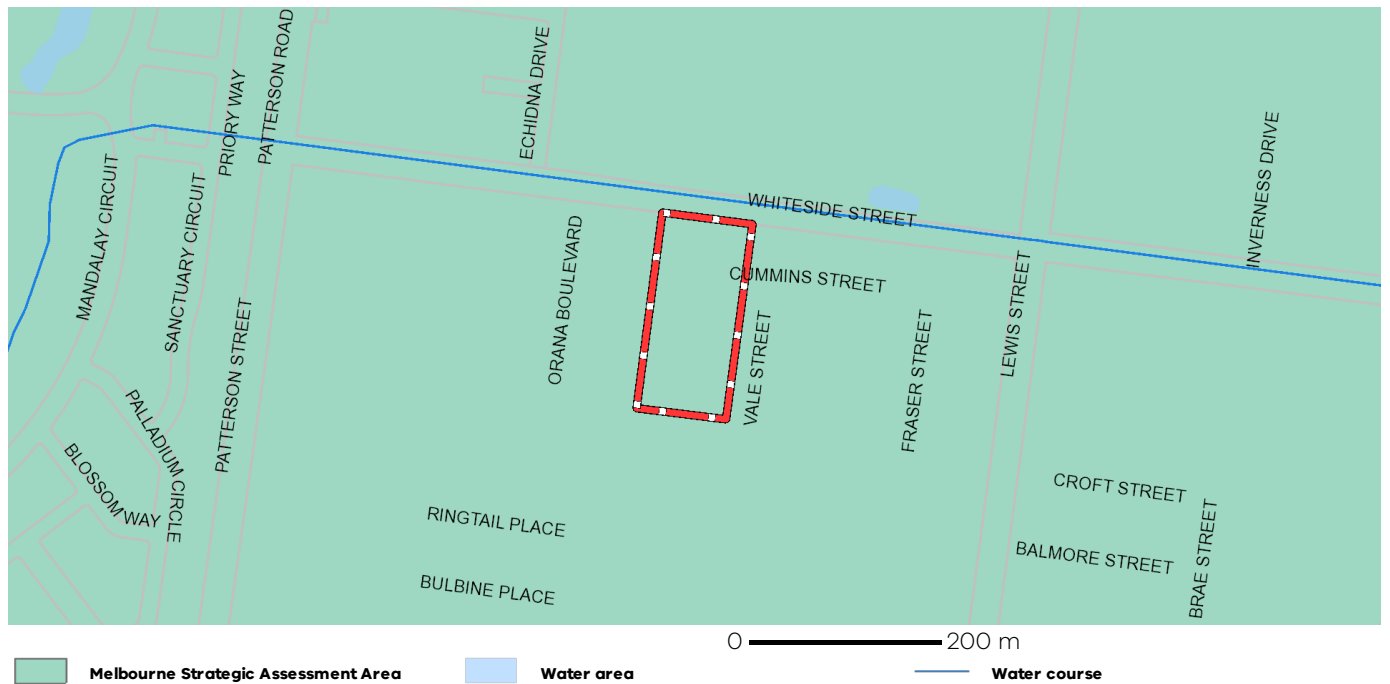 PRIORY WAY
PATTERSON ROAD
ECHIDNA DRIVE
INVERNESS DRIVE
MANDALAY CIRCUIT
SANCTUARY CIRCUIT
WHITESIDE STREET
ORANA BOULEVARD
CUMMINS STREET
PATTERSON STREET
VALE STREET
FRASER STREET
LEWIS STREET
PALLADIUM CIRCLE
BLOSSOM WAY
RINGTAIL PLACE
BULBINE PLACE
CROFT STREET
BALMORE STREET
BRAE STREET
0 200 m
Melbourne Strategic Assessment Area
Water area
Water course